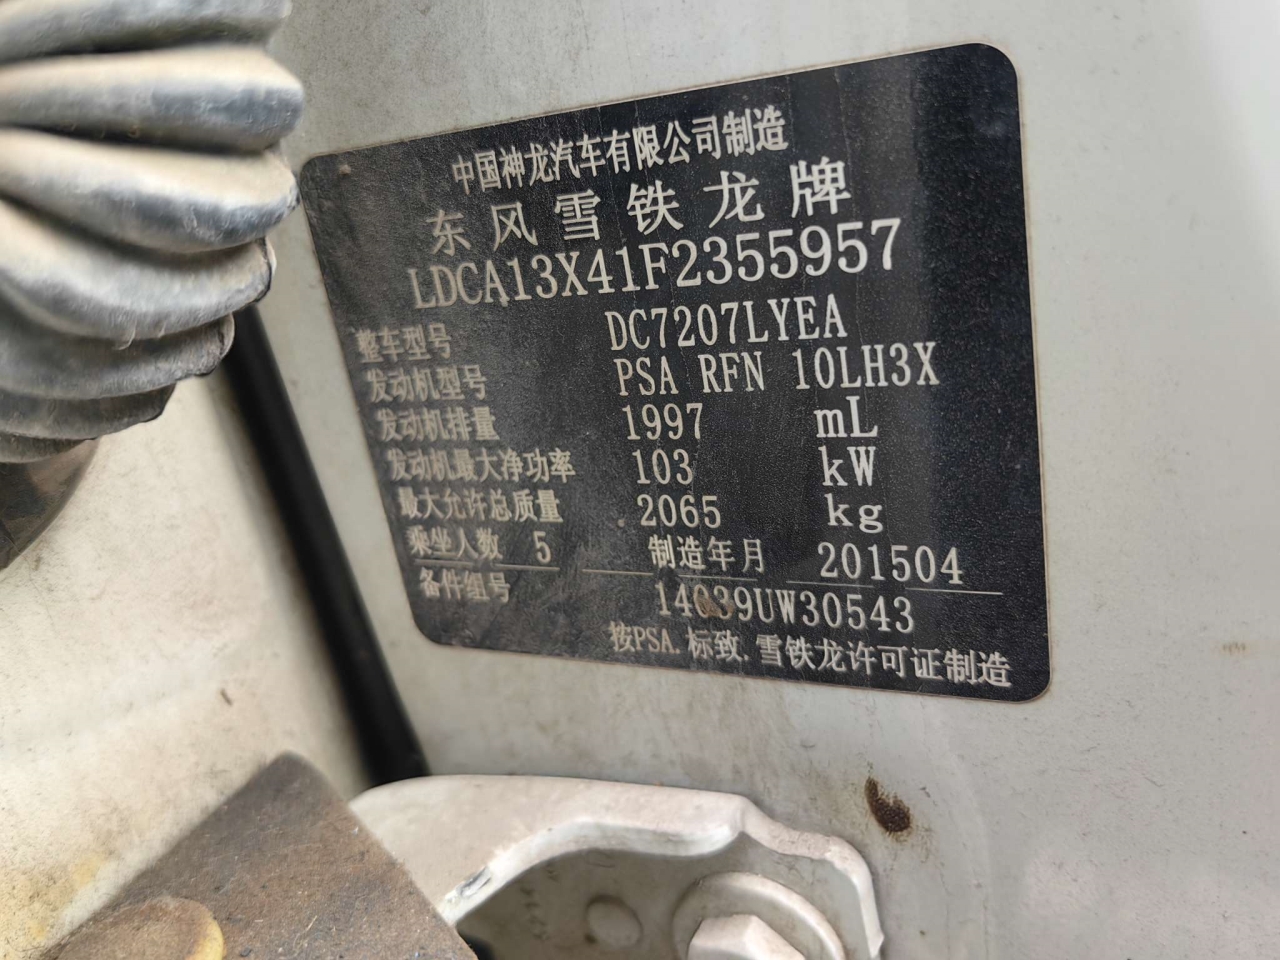 中国神龙汽车有限公司制造
东风雪铁龙牌
LDCA13X41F2355957
整车型号 DC7207LYEA
发动机型号 PSA RFN 10LH3X
发动机排量 1997 mL
发动机最大净功率 103 kW
最大允许总质量 2065 kg
乘坐人数 5 制造年月 201504
备件组号 14039UW30543
按PSA.标致.雪铁龙许可证制造